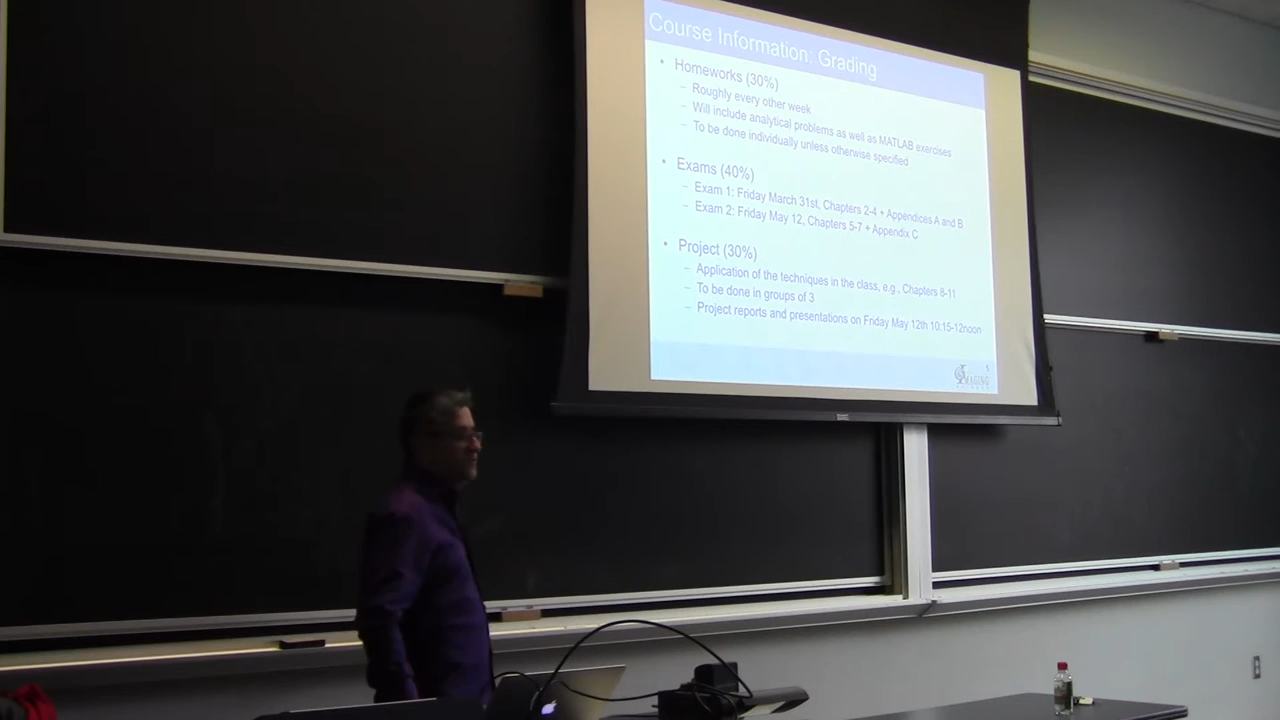 Course Information: Grading
• Homeworks (30%)
– Roughly every other week
– Will include analytical problems as well as MATLAB exercises
– To be done individually unless otherwise specified
• Exams (40%)
– Exam 1: Friday March 31st, Chapters 2-4 + Appendices A and B
– Exam 2: Friday May 12, Chapters 5-7 + Appendix C
• Project (30%)
– Application of the techniques in the class, e.g., Chapters 8-11
– To be done in groups of 3
– Project reports and presentations on Friday May 12th 10:15-12noon
5